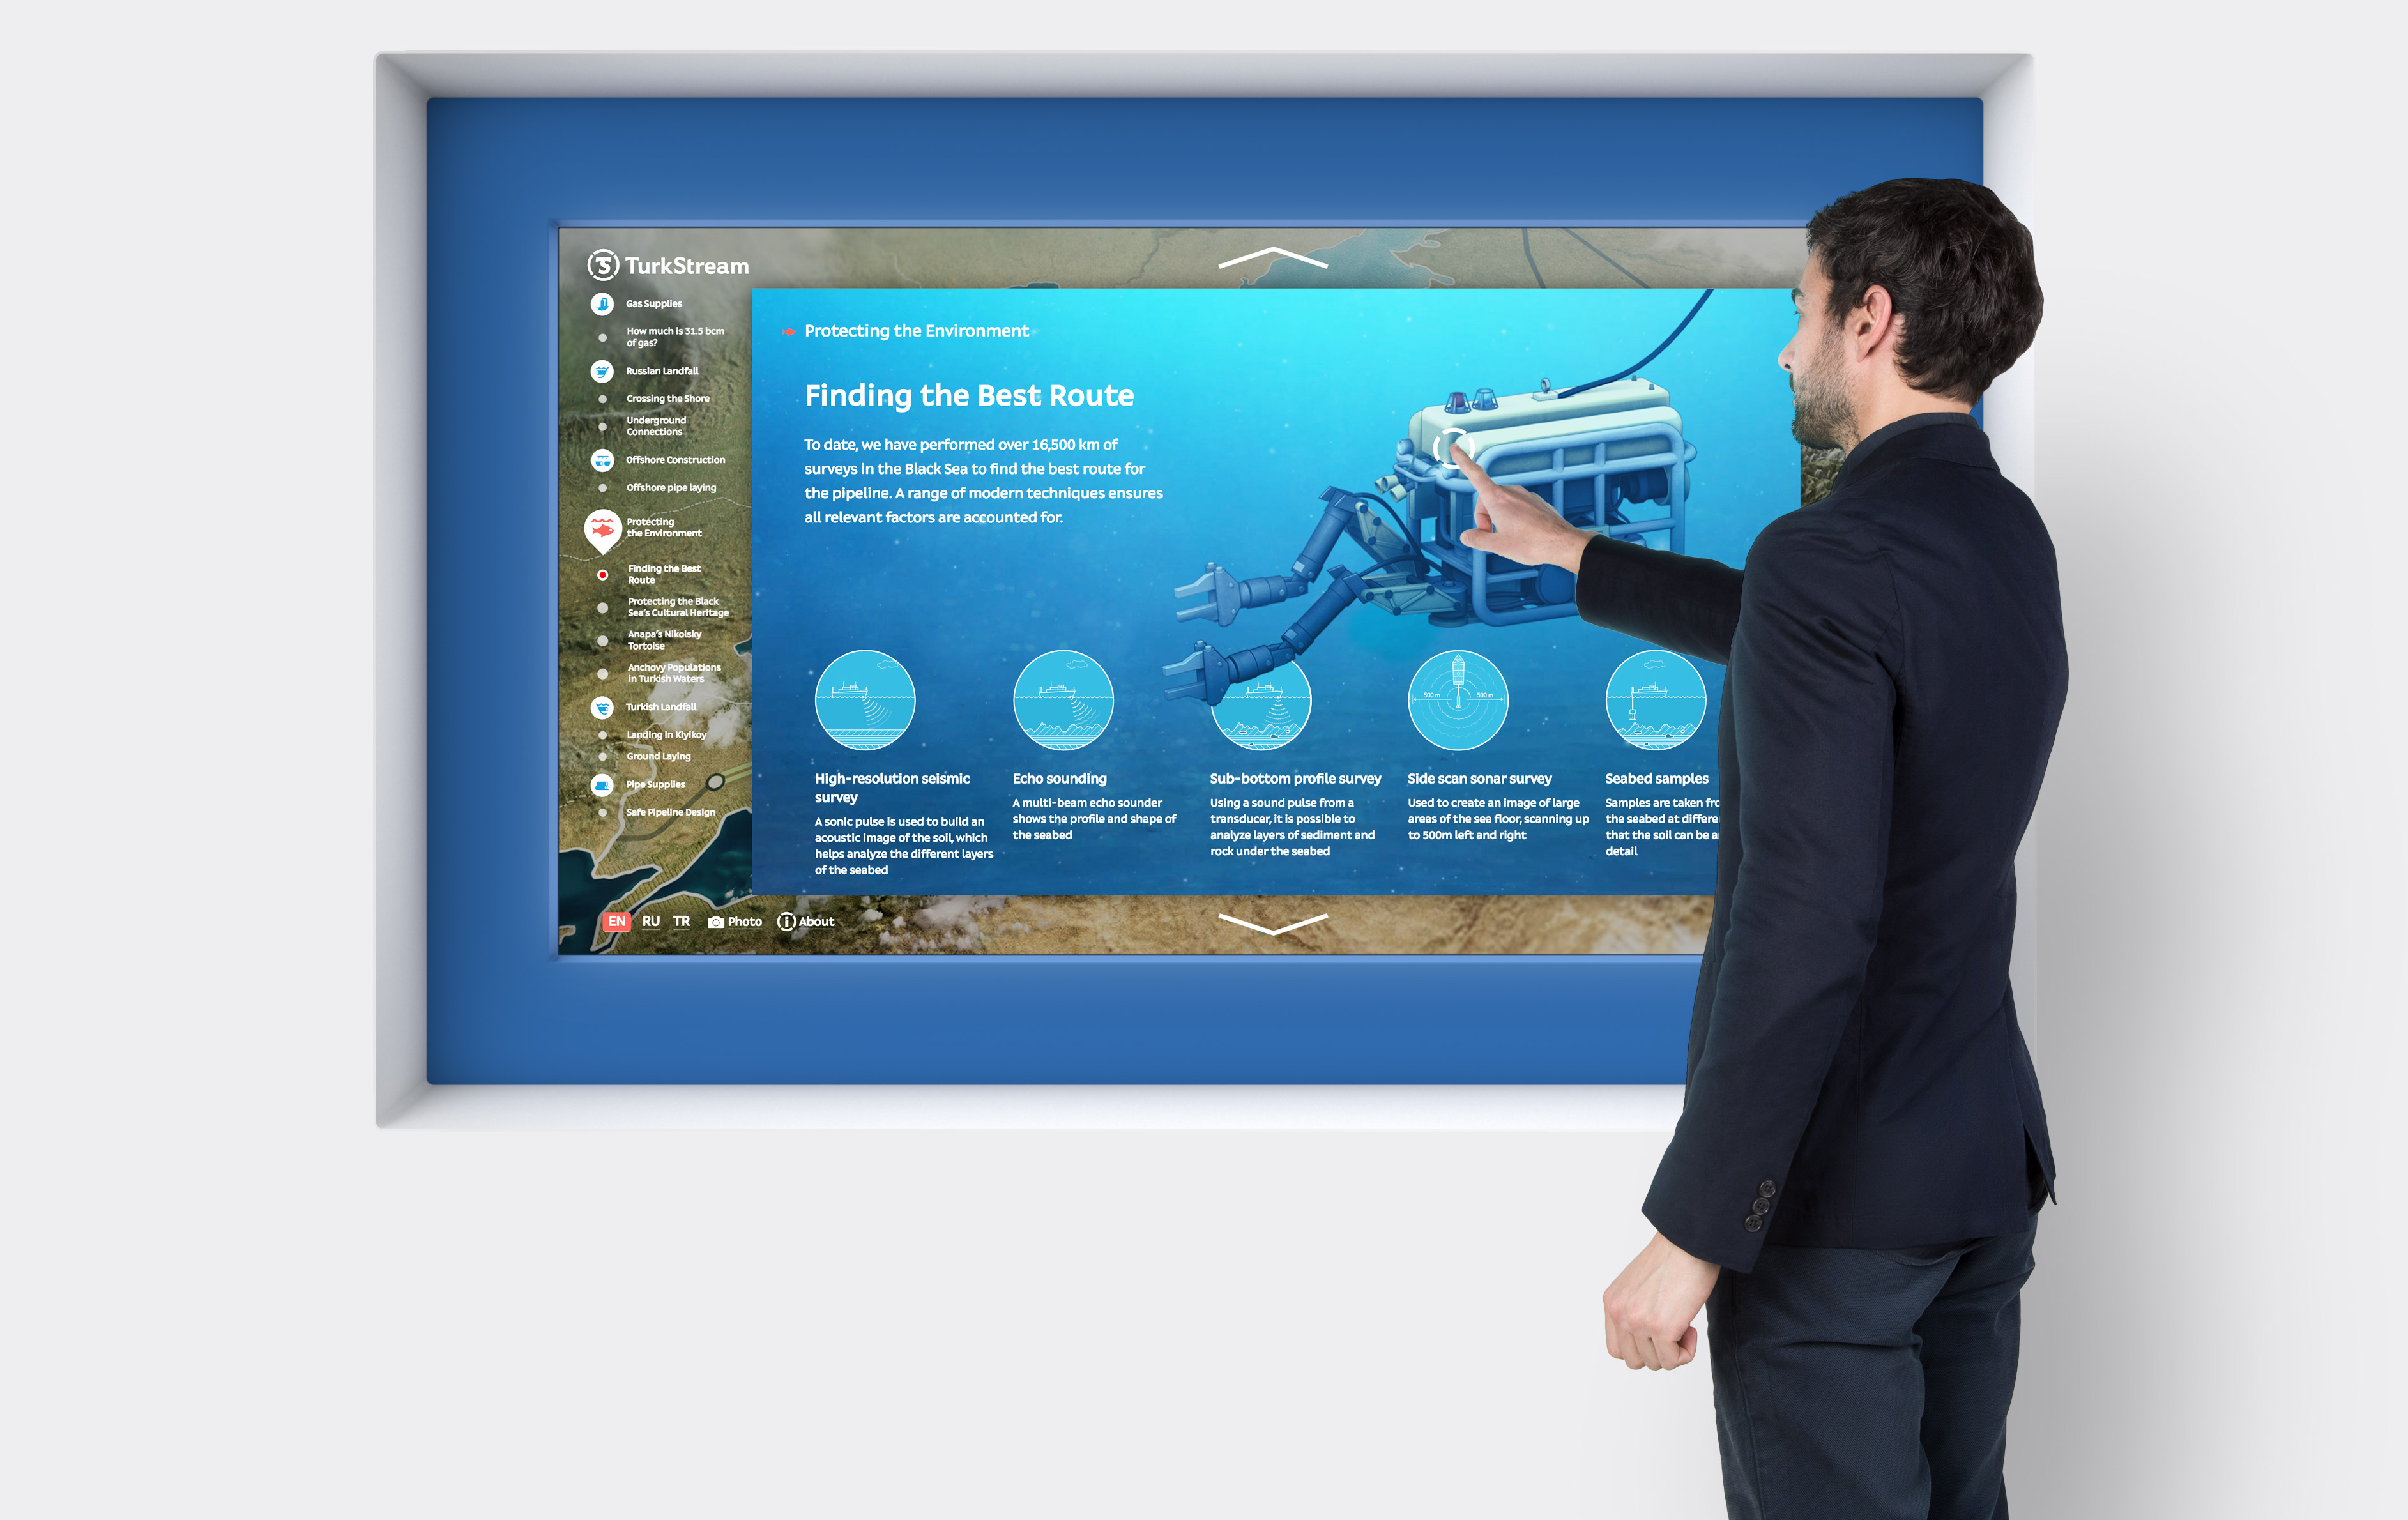 TurkStream
Gas Supplies
How much is 31.5 bcm
of gas?
Russian Landfall
Crossing the Shore
Underground
Connections
Offshore Construction
Offshore pipe laying
Protecting
the Environment
Finding the Best
Route
Protecting the Black
Sea's Cultural Heritage
Anapa's Nikolsky
Tortoise
Anchovy Populations
in Turkish Waters
Turkish Landfall
Landing in Kiyikoy
Ground Laying
Pipe Supplies
Safe Pipeline Design
EN RU TR Photo About
Protecting the Environment
Finding the Best Route
To date, we have performed over 16,500 km of
surveys in the Black Sea to find the best route for
the pipeline. A range of modern techniques ensures
all relevant factors are accounted for.
High-resolution seismic
survey
A sonic pulse is used to build an
acoustic image of the soil, which
helps analyze the different layers
of the seabed
Echo sounding
A multi-beam echo sounder
shows the profile and shape of
the seabed
Sub-bottom profile survey
Using a sound pulse from a
transducer, it is possible to
analyze layers of sediment and
rock under the seabed
500 m 500 m
Side scan sonar survey
Used to create an image of large
areas of the sea floor, scanning up
to 500m left and right
Seabed samples
Samples are taken
the seabed at
that the soil can be
detail